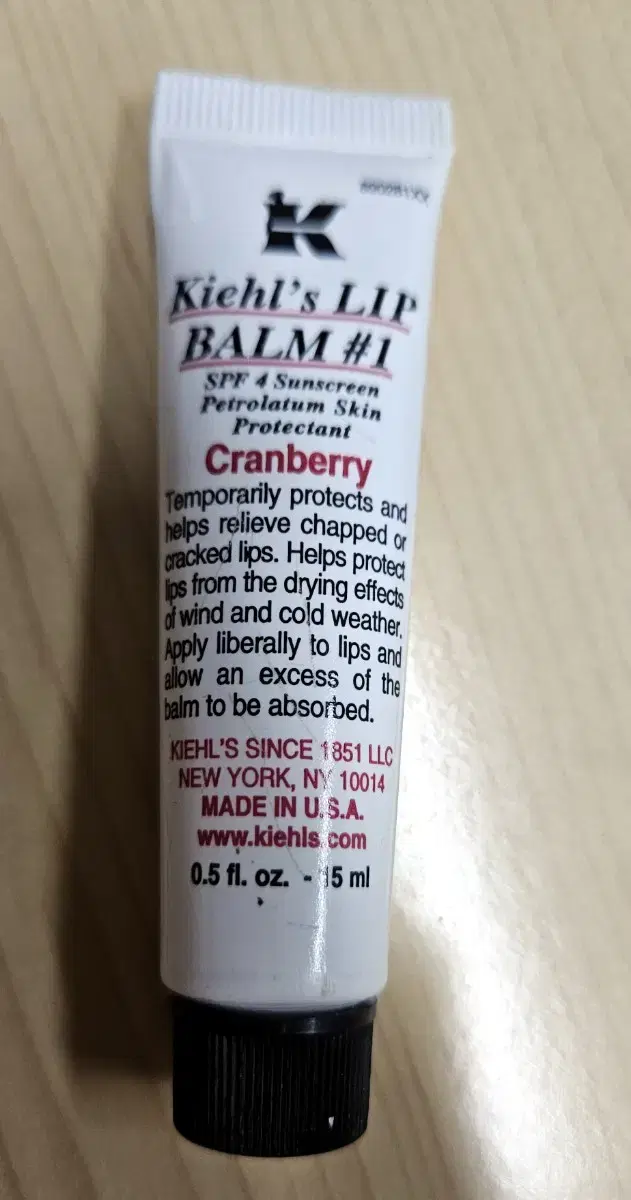 K
Kiehl's LIP
BALM #1
SPF 4 Sunscreen
Petrolatum Skin
Protectant
Cranberry
Temporarily protects and
helps relieve chapped or
cracked lips. Helps protect
lips from the drying effects
of wind and cold weather.
Apply liberally to lips and
allow an excess of the
balm to be absorbed.
KIEHL'S SINCE 1851 LLC
NEW YORK, NY 10014
MADE IN U.S.A.
www.kiehls.com
0.5 fl. oz. - 15 ml